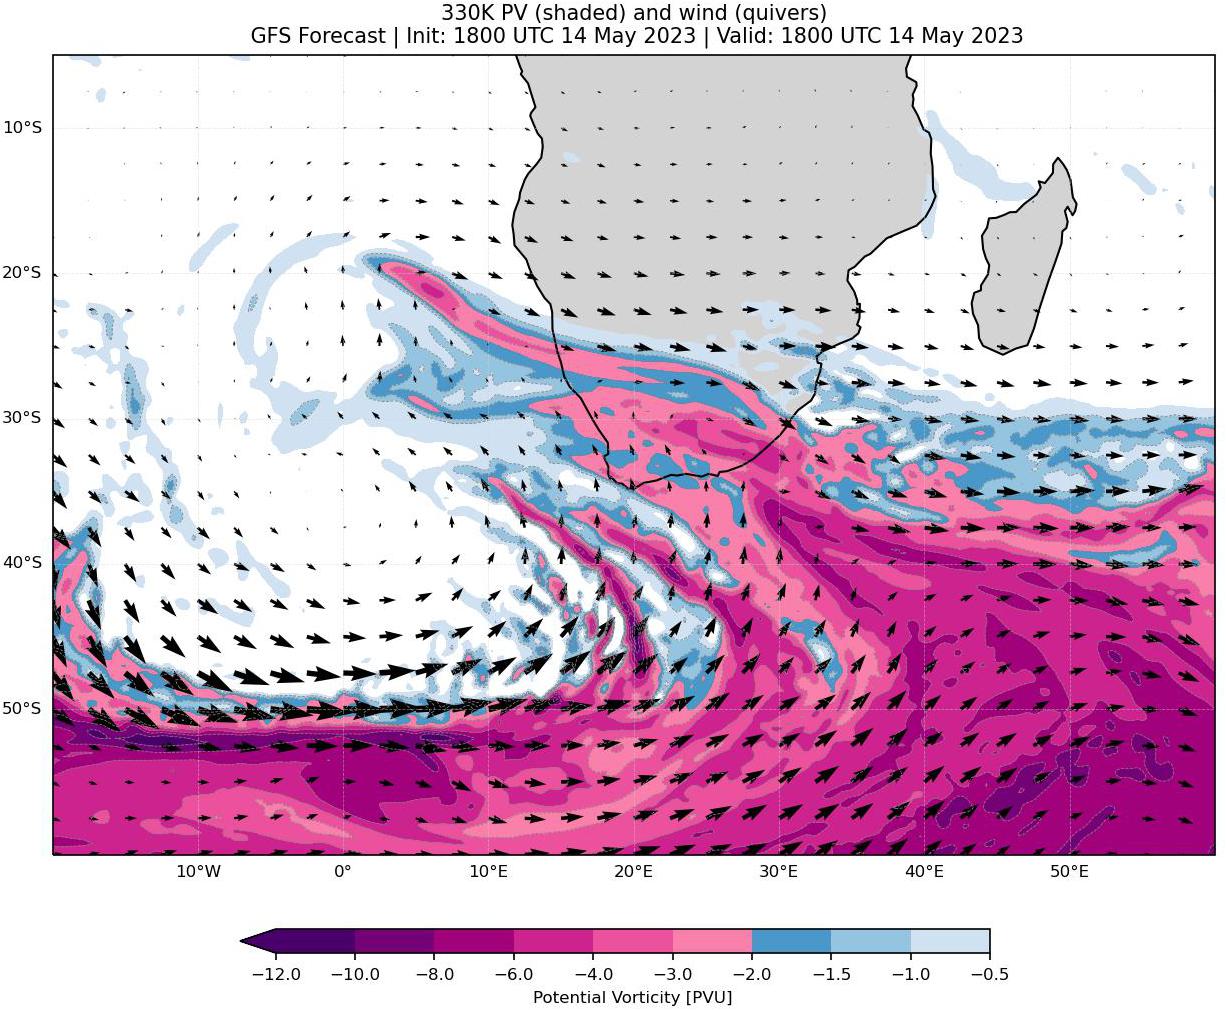 330K PV (shaded) and wind (quivers)
GFS Forecast | Init: 1800 UTC 14 May 2023 | Valid: 1800 UTC 14 May 2023
10°S
20°S
30°S
40°S
50°S
10°W 0° 10°E 20°E 30°E 40°E 50°E
−12.0 −10.0 −8.0 −6.0 −4.0 −3.0 −2.0 −1.5 −1.0 −0.5
Potential Vorticity [PVU]